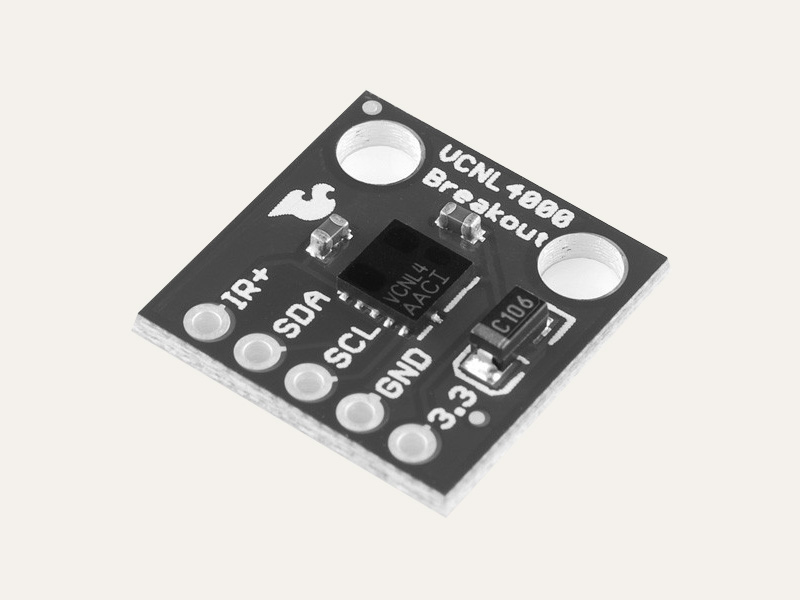 VCNL4000
Breakout
VCNL4
AACI
C106
IR+
SDA
SCL
GND
3.3